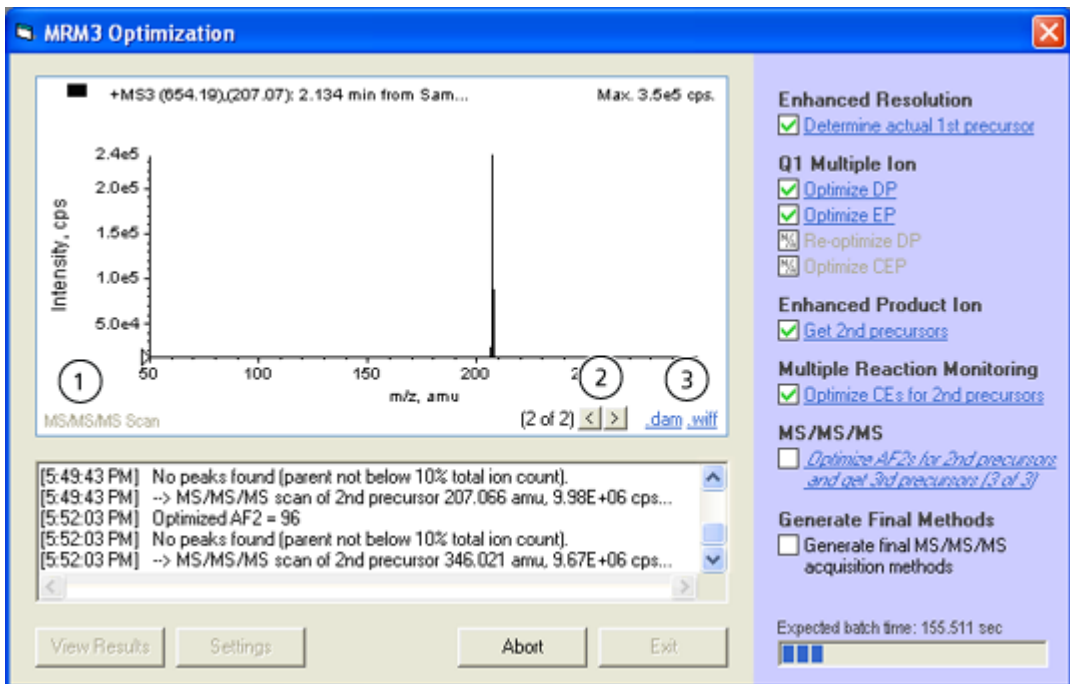 MRM3 Optimization
+MS3 (654.19),(207.07): 2.134 min from Sam... Max. 3.5e5 cps.
2.4e5
2.0e5
1.5e5
1.0e5
5.0e4
Intensity, cps
50 100 150 200
m/z, amu
1 2 3
MS/MS/MS Scan (2 of 2) < > .dam .wiff
[5:49:43 PM] No peaks found (parent not below 10% total ion count).
[5:49:43 PM] --> MS/MS/MS scan of 2nd precursor 207.066 amu, 9.98E+06 cps...
[5:52:03 PM] Optimized AF2 = 96
[5:52:03 PM] No peaks found (parent not below 10% total ion count).
[5:52:03 PM] --> MS/MS/MS scan of 2nd precursor 346.021 amu, 9.67E+06 cps...
View Results Settings Abort Exit
Enhanced Resolution
Determine actual 1st precursor
Q1 Multiple Ion
Optimize DP
Optimize EP
Re-optimize DP
Optimize CEP
Enhanced Product Ion
Get 2nd precursors
Multiple Reaction Monitoring
Optimize CEs for 2nd precursors
MS/MS/MS
Optimize AF2s for 2nd precursors
and get 3rd precursors (3 of 3)
Generate Final Methods
Generate final MS/MS/MS
acquisition methods
Expected batch time: 155.511 sec